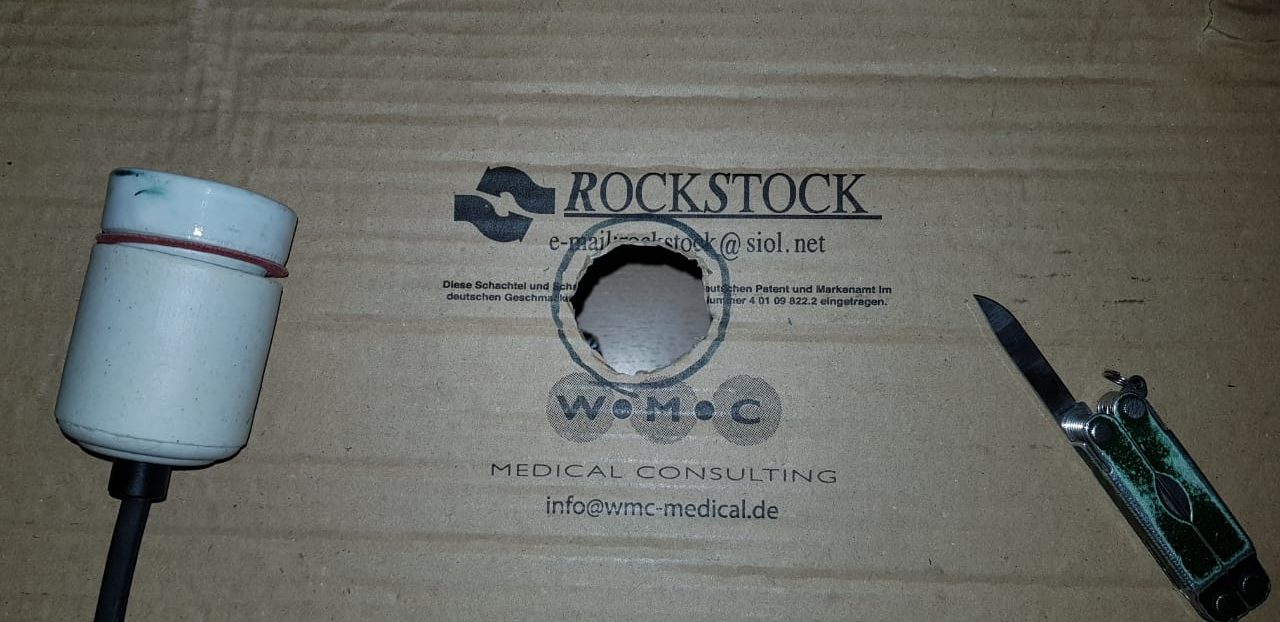 ROCKSTOCK
e-mail:rockstock@siol.net
Diese Schachtel und Deutschen Patent und Markenamt im
deutschen 4 01 09 822.2 eingetragen.
W•M•C
MEDICAL CONSULTING
info@wmc-medical.de